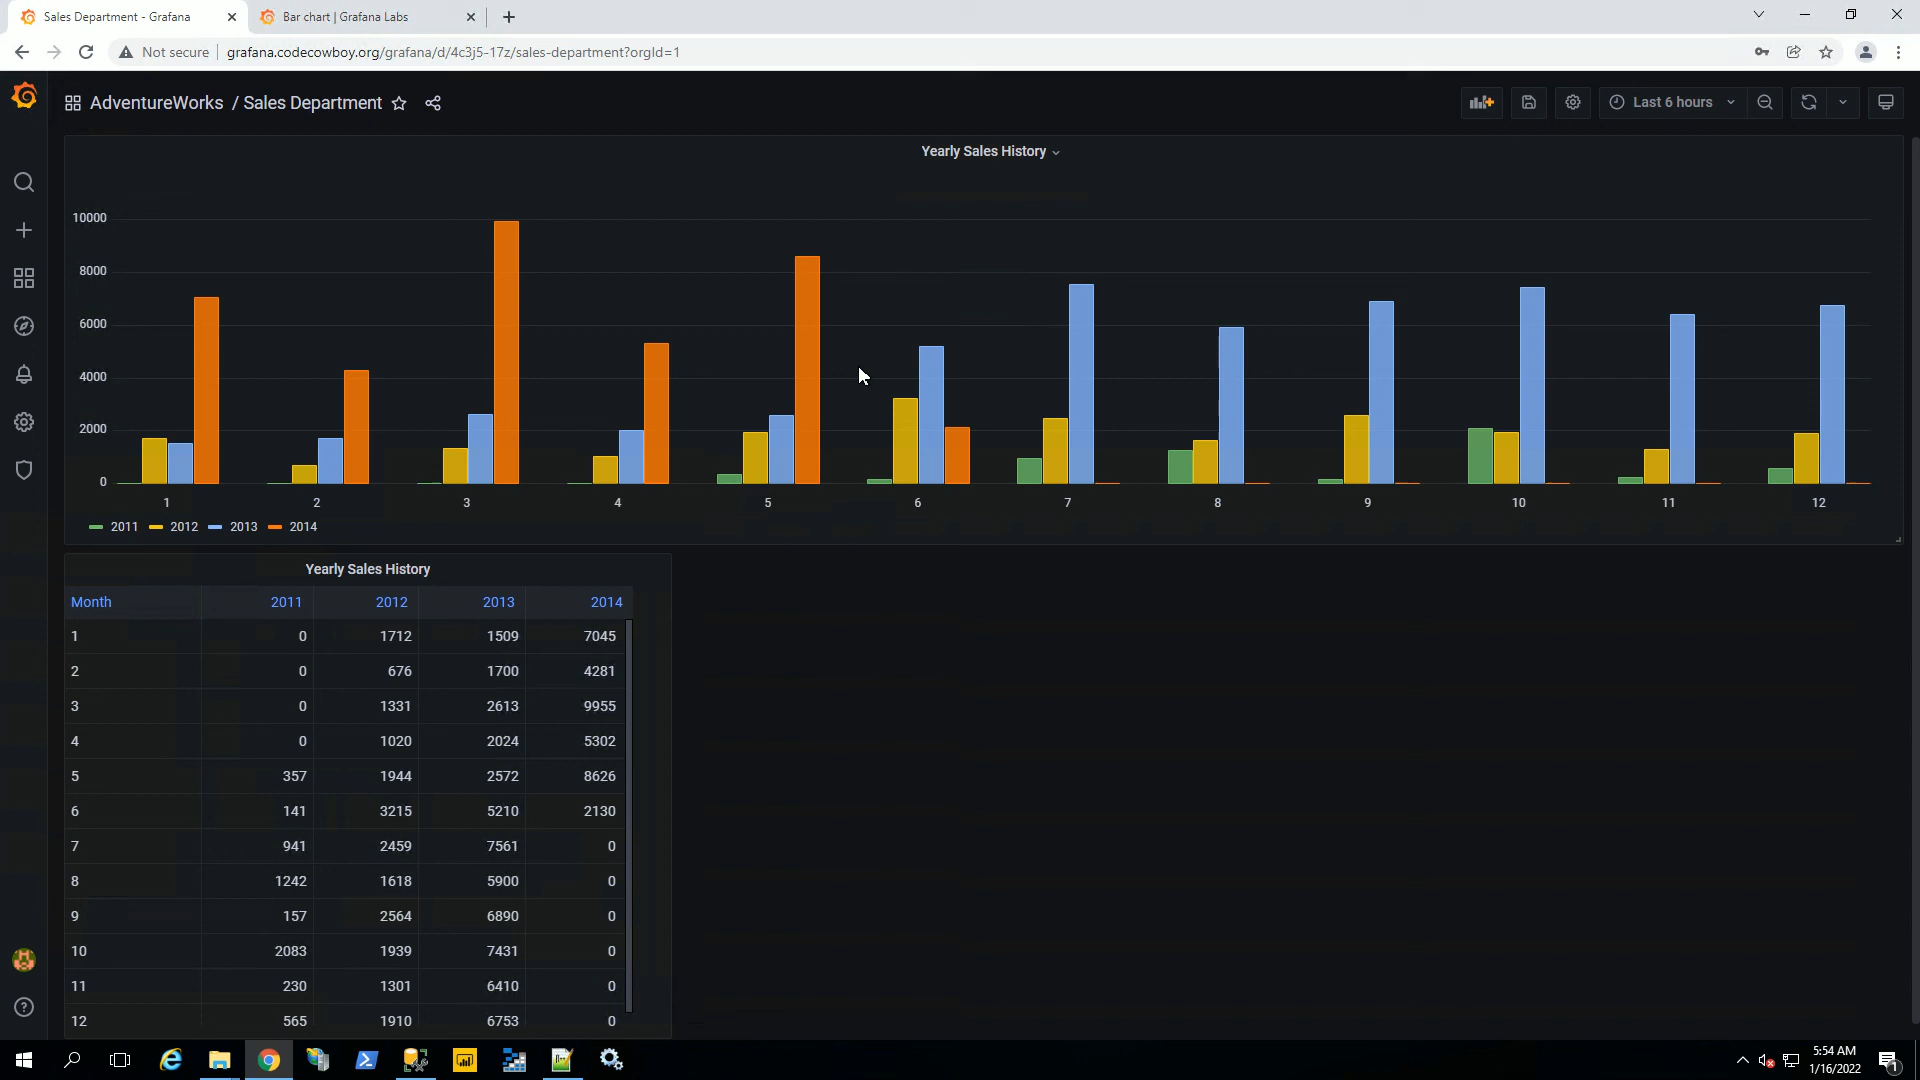 Sales Department - Grafana
Bar chart | Grafana Labs
Not secure grafana.codecowboy.org/grafana/d/4c3j5-17z/sales-department?orgId=1
AdventureWorks / Sales Department
Last 6 hours
Yearly Sales History
10000
8000
6000
4000
2000
0
1 2 3 4 5 6 7 8 9 10 11 12
2011 2012 2013 2014
Yearly Sales History
Month 2011 2012 2013 2014
1 0 1712 1509 7045
2 0 676 1700 4281
3 0 1331 2613 9955
4 0 1020 2024 5302
5 357 1944 2572 8626
6 141 3215 5210 2130
7 941 2459 7561 0
8 1242 1618 5900 0
9 157 2564 6890 0
10 2083 1939 7431 0
11 230 1301 6410 0
12 565 1910 6753 0
5:54 AM
1/16/2022
1